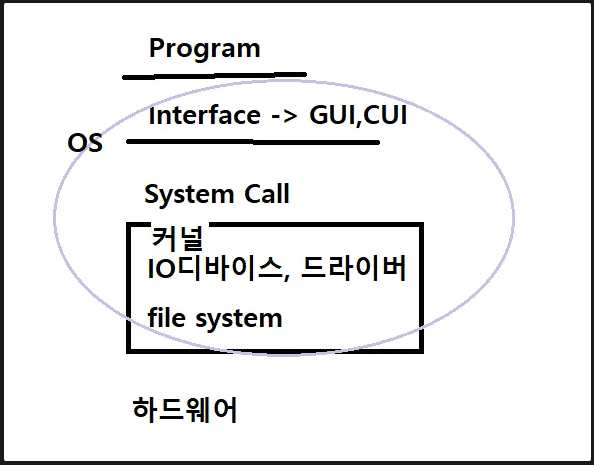 Program
Interface -> GUI,CUI
OS
System Call
커널
IO디바이스, 드라이버
file system
하드웨어